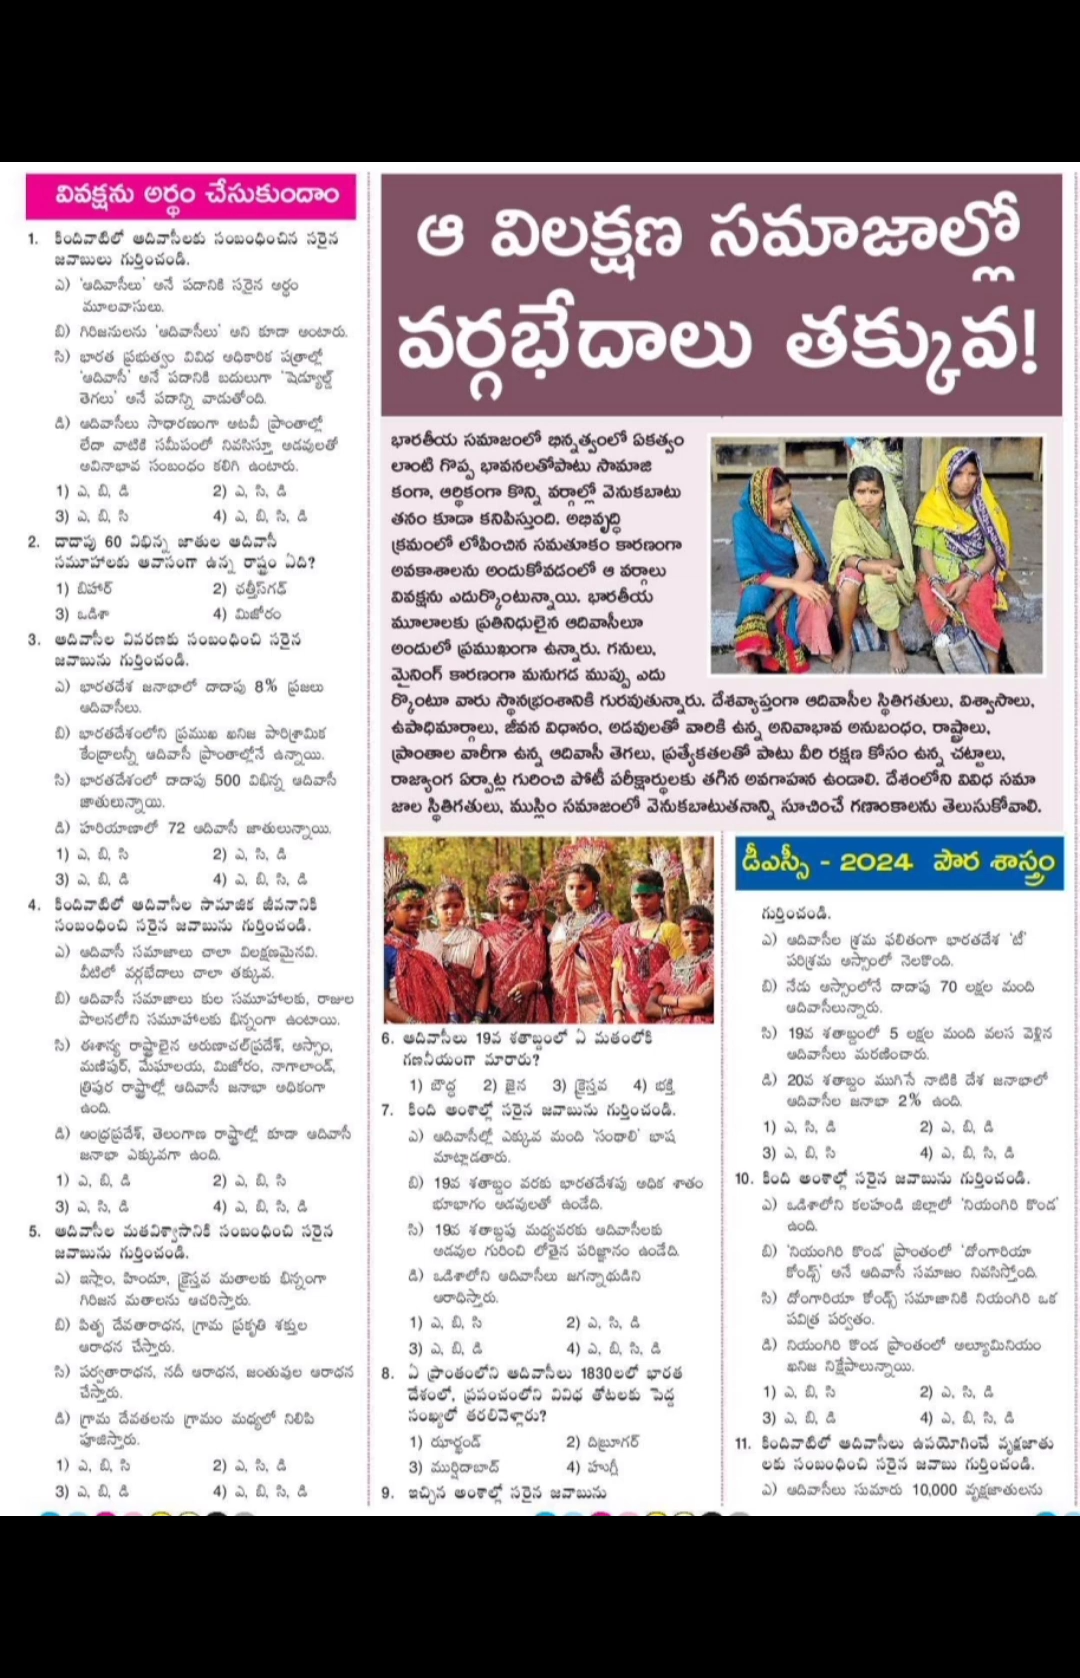 వివక్షను అర్థం చేసుకుందాం
1. కిందివాటిలో ఆదివాసీలకు సంబంధించిన సరైన
జవాబులు గుర్తించండి.
ఎ) 'ఆదివాసీలు' అనే పదానికి సరైన అర్థం
మూలవాసులు.
బి) గిరిజనులను 'ఆదివాసీలు' అని కూడా అంటారు.
సి) భారత ప్రభుత్వం వివిధ అధికారిక పత్రాల్లో
'ఆదివాసీ' అనే పదానికి బదులుగా 'షెడ్యూల్డ్
తెగలు' అనే పదాన్ని వాడుతోంది.
డి) ఆదివాసీలు సాధారణంగా అటవీ ప్రాంతాల్లో
లేదా వాటికి సమీపంలో నివసిస్తూ అడవులతో
అవినాభావ సంబంధం కలిగి ఉంటారు.
1) ఎ, బి, డి 2) ఎ, సి, డి
3) ఎ, బి, సి 4) ఎ, బి, సి, డి
2. దాదాపు 60 విభిన్న జాతుల ఆదివాసీ
సమూహాలకు ఆవాసంగా ఉన్న రాష్ట్రం ఏది?
1) బిహార్ 2) ఛత్తీస్‌గఢ్
3) ఒడిశా 4) మిజోరం
3. ఆదివాసీల వివరణకు సంబంధించి సరైన
జవాబును గుర్తించండి.
ఎ) భారతదేశ జనాభాలో దాదాపు 8% ప్రజలు
ఆదివాసీలు.
బి) భారతదేశంలోని ప్రముఖ ఖనిజ పారిశ్రామిక
కేంద్రాలన్నీ ఆదివాసీ ప్రాంతాల్లోనే ఉన్నాయి.
సి) భారతదేశంలో దాదాపు 500 విభిన్న ఆదివాసీ
జాతులున్నాయి.
డి) హరియాణాలో 72 ఆదివాసీ జాతులున్నాయి.
1) ఎ, బి, సి 2) ఎ, సి, డి
3) ఎ, బి, డి 4) ఎ, బి, సి, డి
4. కిందివాటిలో ఆదివాసీల సామాజిక జీవనానికి
సంబంధించి సరైన జవాబును గుర్తించండి.
ఎ) ఆదివాసీ సమాజాలు చాలా విలక్షణమైనవి.
వీటిలో వర్గభేదాలు చాలా తక్కువ.
బి) ఆదివాసీ సమాజాలు కుల సమూహాలకు, రాజుల
పాలనలోని సమూహాలకు భిన్నంగా ఉంటాయి.
సి) ఈశాన్య రాష్ట్రాలైన అరుణాచల్‌ప్రదేశ్, అస్సాం,
మణిపుర్, మేఘాలయ, మిజోరం, నాగాలాండ్,
త్రిపుర రాష్ట్రాల్లో ఆదివాసీ జనాభా అధికంగా
ఉంది.
డి) ఆంధ్రప్రదేశ్, తెలంగాణ రాష్ట్రాల్లో కూడా ఆదివాసీ
జనాభా ఎక్కువగా ఉంది.
1) ఎ, బి, డి 2) ఎ, బి, సి
3) ఎ, సి, డి 4) ఎ, బి, సి, డి
5. ఆదివాసీల మతవిశ్వాసానికి సంబంధించి సరైన
జవాబును గుర్తించండి.
ఎ) ఇస్లాం, హిందూ, క్రైస్తవ మతాలకు భిన్నంగా
గిరిజన మతాలను ఆచరిస్తారు.
బి) పితృ దేవతారాధన, గ్రామ ప్రకృతి శక్తుల
ఆరాధన చేస్తారు.
సి) పర్వతారాధన, నదీ ఆరాధన, జంతువుల ఆరాధన
చేస్తారు.
డి) గ్రామ దేవతలను గ్రామం మధ్యలో నిలిపి
పూజిస్తారు.
1) ఎ, బి, సి 2) ఎ, సి, డి
3) ఎ, బి, డి 4) ఎ, బి, సి, డి
ఆ విలక్షణ సమాజాల్లో
వర్గభేదాలు తక్కువ!
భారతీయ సమాజంలో భిన్నత్వంలో ఏకత్వం
లాంటి గొప్ప భావనలతోపాటు సామాజి
కంగా, ఆర్థికంగా కొన్ని వర్గాల్లో వెనుకబాటు
తనం కూడా కనిపిస్తుంది. అభివృద్ధి
క్రమంలో లోపించిన సమతూకం కారణంగా
అవకాశాలను అందుకోవడంలో ఆ వర్గాలు
వివక్షను ఎదుర్కొంటున్నాయి. భారతీయ
మూలాలకు ప్రతినిధులైన ఆదివాసీలూ
అందులో ప్రముఖంగా ఉన్నారు. గనులు,
మైనింగ్ కారణంగా మనుగడ ముప్పు ఎదు
ర్కొంటూ వారు స్థానభ్రంశానికి గురవుతున్నారు. దేశవ్యాప్తంగా ఆదివాసీల స్థితిగతులు, విశ్వాసాలు,
ఉపాధిమార్గాలు, జీవన విధానం, అడవులతో వారికి ఉన్న అవినాభావ అనుబంధం, రాష్ట్రాలు,
ప్రాంతాల వారీగా ఉన్న ఆదివాసీ తెగలు, ప్రత్యేకతలతో పాటు వీరి రక్షణ కోసం ఉన్న చట్టాలు,
రాజ్యాంగ ఏర్పాట్ల గురించి పోటీ పరీక్షార్థులకు తగిన అవగాహన ఉండాలి. దేశంలోని వివిధ సమా
జాల స్థితిగతులు, ముస్లిం సమాజంలో వెనుకబాటుతనాన్ని సూచించే గణాంకాలను తెలుసుకోవాలి.
6. ఆదివాసీలు 19వ శతాబ్దంలో ఏ మతంలోకి
గణనీయంగా మారారు?
1) బౌద్ధ 2) జైన 3) క్రైస్తవ 4) భక్తి
7. కింది అంశాల్లో సరైన జవాబును గుర్తించండి.
ఎ) ఆదివాసీల్లో ఎక్కువ మంది 'సంథాలి' భాష
మాట్లాడతారు.
బి) 19వ శతాబ్దం వరకు భారతదేశపు అధిక శాతం
భూభాగం అడవులతో ఉండేది.
సి) 19వ శతాబ్దపు మధ్యవరకు ఆదివాసీలకు
అడవుల గురించి లోతైన పరిజ్ఞానం ఉండేది.
డి) ఒడిశాలోని ఆదివాసీలు జగన్నాథుడిని
ఆరాధిస్తారు.
1) ఎ, బి, సి 2) ఎ, సి, డి
3) ఎ, బి, డి 4) ఎ, బి, సి, డి
8. ఏ ప్రాంతంలోని ఆదివాసీలు 1830లలో భారత
దేశంలో, ప్రపంచంలోని వివిధ తోటలకు పెద్ద
సంఖ్యలో తరలివెళ్లారు?
1) ఝార్ఖండ్ 2) దిబ్రూగర్
3) ముర్షిదాబాద్ 4) హుగ్లీ
9. ఇచ్చిన అంశాల్లో సరైన జవాబును
డీఎస్సీ - 2024 పౌర శాస్త్రం
గుర్తించండి.
ఎ) ఆదివాసీల శ్రమ ఫలితంగా భారతదేశ 'టీ'
పరిశ్రమ అస్సాంలో నెలకొంది.
బి) నేడు అస్సాంలోనే దాదాపు 70 లక్షల మంది
ఆదివాసీలున్నారు.
సి) 19వ శతాబ్దంలో 5 లక్షల మంది వలస వెళ్లిన
ఆదివాసీలు మరణించారు.
డి) 20వ శతాబ్దం ముగిసే నాటికి దేశ జనాభాలో
ఆదివాసీల జనాభా 2% ఉంది.
1) ఎ, సి, డి 2) ఎ, బి, డి
3) ఎ, బి, సి 4) ఎ, బి, సి, డి
10. కింది అంశాల్లో సరైన జవాబును గుర్తించండి.
ఎ) ఒడిశాలోని కలహండి జిల్లాలో 'నియంగిరి కొండ'
ఉంది.
బి) 'నియంగిరి కొండ' ప్రాంతంలో 'దోంగారియా
కోండ్స్' అనే ఆదివాసీ సమాజం నివసిస్తోంది.
సి) దోంగారియా కోండ్స్ సమాజానికి నియంగిరి ఒక
పవిత్ర పర్వతం.
డి) నియంగిరి కొండ ప్రాంతంలో అల్యూమినియం
ఖనిజ నిక్షేపాలున్నాయి.
1) ఎ, బి, సి 2) ఎ, సి, డి
3) ఎ, బి, డి 4) ఎ, బి, సి, డి
11. కిందివాటిలో ఆదివాసీలు ఉపయోగించే వృక్షజాతు
లకు సంబంధించి సరైన జవాబు గుర్తించండి.
ఎ) ఆదివాసీలు సుమారు 10,000 వృక్షజాతులను